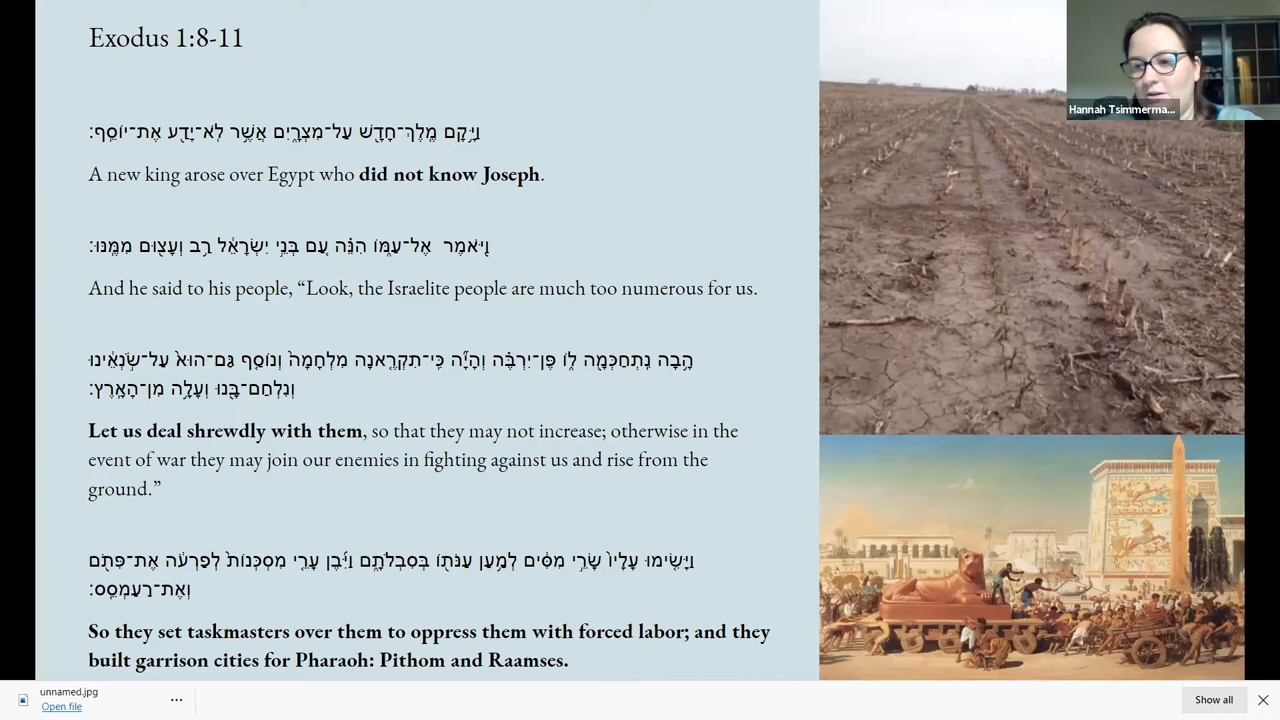 Exodus 1:8-11
וַיָּ֥קׇם מֶֽלֶךְ־חָדָ֖שׁ עַל־מִצְרָ֑יִם אֲשֶׁ֥ר לֹֽא־יָדַ֖ע אֶת־יוֹסֵֽף׃
A new king arose over Egypt who did not know Joseph.
וַיֹּ֖אמֶר אֶל־עַמּ֑וֹ הִנֵּ֗ה עַ֚ם בְּנֵ֣י יִשְׂרָאֵ֔ל רַ֥ב וְעָצ֖וּם מִמֶּֽנּוּ׃
And he said to his people, “Look, the Israelite people are much too numerous for us.
הָ֥בָה נִֽתְחַכְּמָ֖ה ל֑וֹ פֶּן־יִרְבֶּ֗ה וְהָיָ֞ה כִּֽי־תִקְרֶ֤אנָה מִלְחָמָה֙ וְנוֹסַ֤ף גַּם־הוּא֙ עַל־שֹׂ֣נְאֵ֔ינוּ
וְנִלְחַם־בָּ֖נוּ וְעָלָ֥ה מִן־הָאָֽרֶץ׃
Let us deal shrewdly with them, so that they may not increase; otherwise in the
event of war they may join our enemies in fighting against us and rise from the
ground.”
וַיָּשִׂ֤ימוּ עָלָיו֙ שָׂרֵ֣י מִסִּ֔ים לְמַ֥עַן עַנֹּת֖וֹ בְּסִבְלֹתָ֑ם וַיִּ֜בֶן עָרֵ֤י מִסְכְּנוֹת֙ לְפַרְעֹ֔ה אֶת־פִּתֹ֖ם
וְאֶת־רַעַמְסֵֽס׃
So they set taskmasters over them to oppress them with forced labor; and they
built garrison cities for Pharaoh: Pithom and Raamses.
Hannah Tsimmerma...
unnamed.jpg
Open file
...
Show all